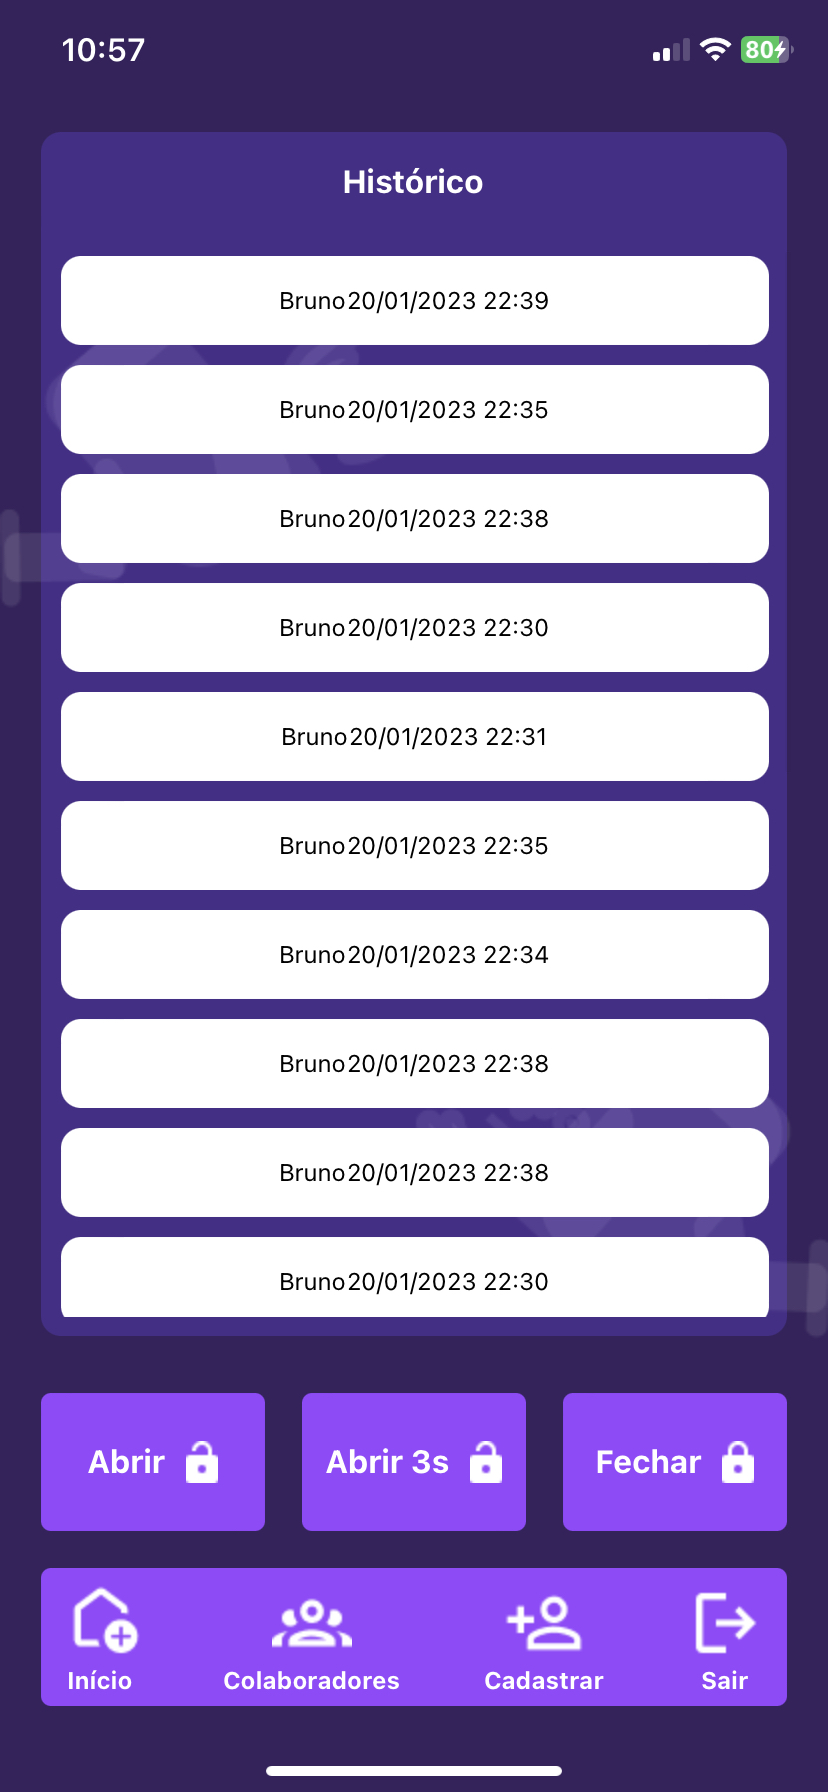 10:57
80
Histórico
Bruno20/01/2023 22:39
Bruno20/01/2023 22:35
Bruno20/01/2023 22:38
Bruno20/01/2023 22:30
Bruno20/01/2023 22:31
Bruno20/01/2023 22:35
Bruno20/01/2023 22:34
Bruno20/01/2023 22:38
Bruno20/01/2023 22:38
Bruno20/01/2023 22:30
Abrir
Abrir 3s
Fechar
Início
Colaboradores
Cadastrar
Sair